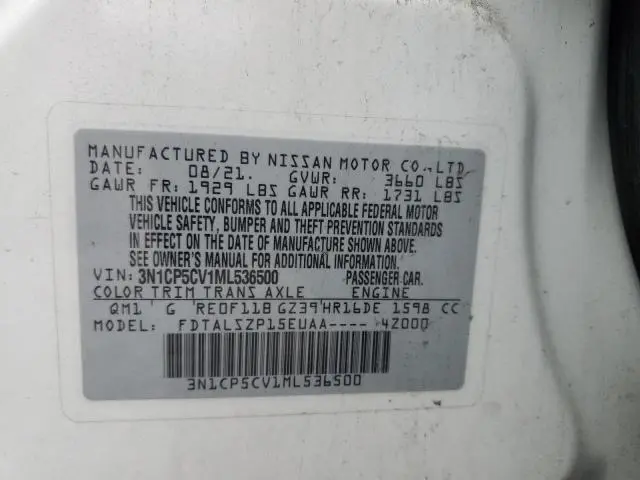 MANUFACTURED BY NISSAN MOTOR CO.,LTD
DATE: 08/21. GVWR: 3660 LBS
GAWR FR: 1929 LBS GAWR RR: 1731 LBS
THIS VEHICLE CONFORMS TO ALL APPLICABLE FEDERAL MOTOR
VEHICLE SAFETY, BUMPER AND THEFT PREVENTION STANDARDS
IN EFFECT ON THE DATE OF MANUFACTURE SHOWN ABOVE.
SEE OWNER'S MANUAL FOR ADDITIONAL INFORMATION.
VIN: 3N1CP5CV1ML536500 PASSENGER CAR.
COLOR TRIM TRANS AXLE ENGINE
QM1 G RE0F11B GZ39 HR16DE 1598 CC
MODEL: FDTALSZP15EUAA---- 4Z000
3N1CP5CV1ML536500